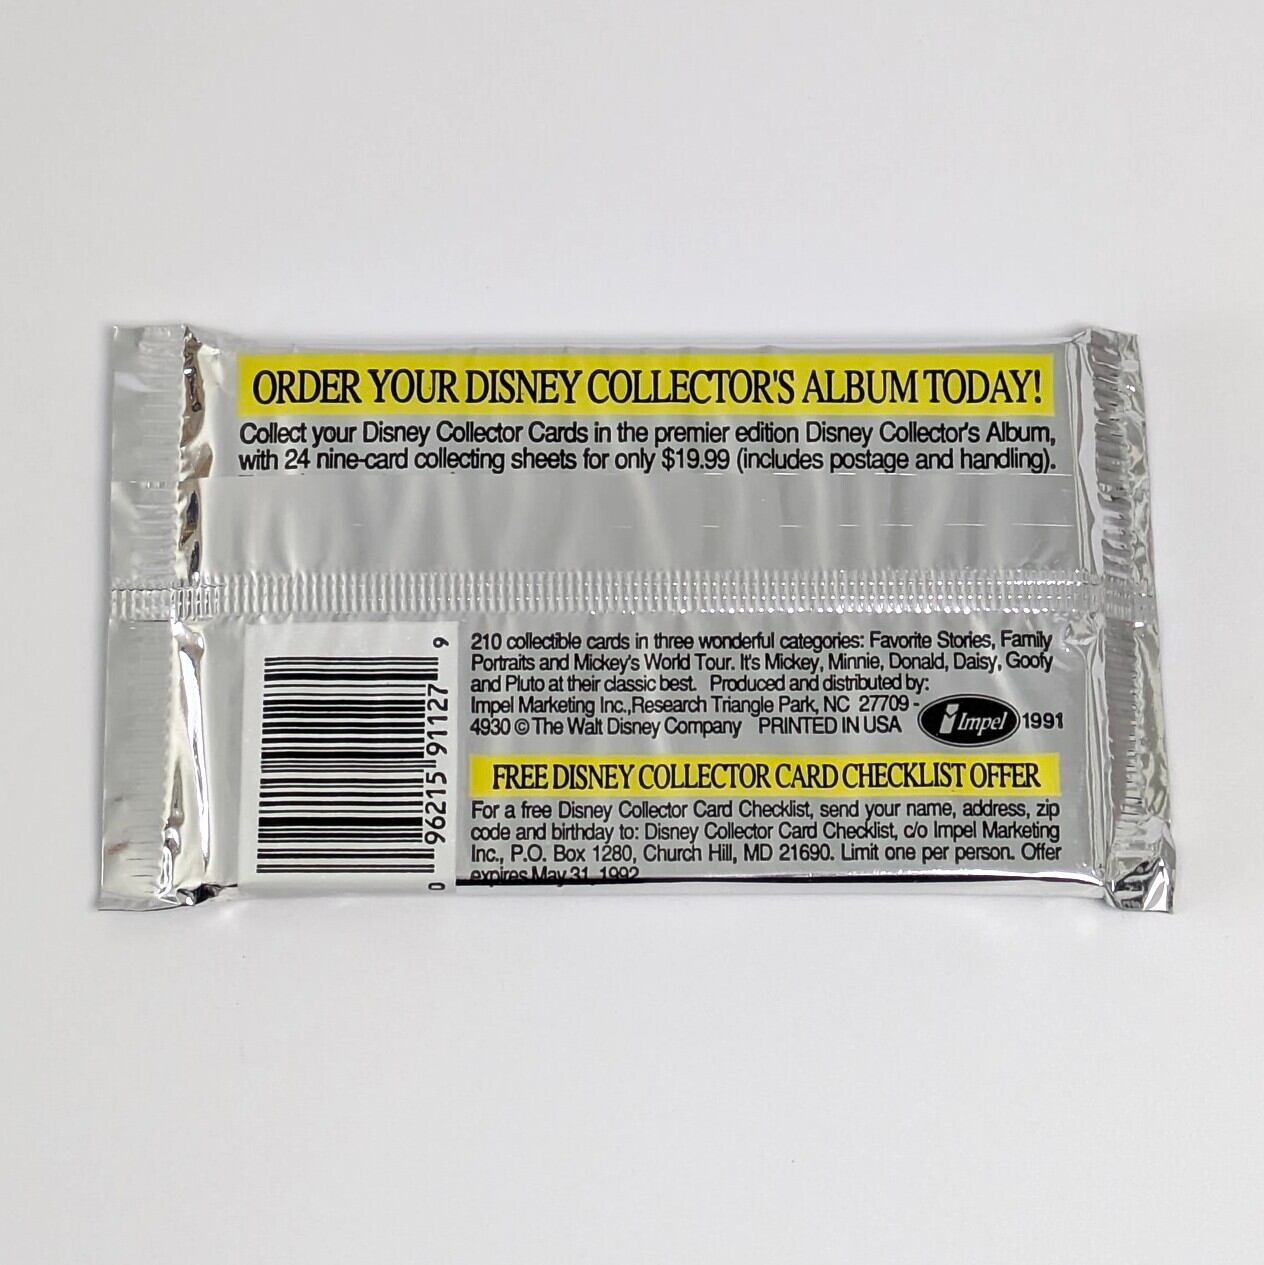 ORDER YOUR DISNEY COLLECTOR'S ALBUM TODAY!
Collect your Disney Collector Cards in the premier edition Disney Collector's Album,
with 24 nine-card collecting sheets for only $19.99 (includes postage and handling).
210 collectible cards in three wonderful categories: Favorite Stories, Family
Portraits and Mickey's World Tour. It's Mickey, Minnie, Donald, Daisy, Goofy
and Pluto at their classic best. Produced and distributed by:
Impel Marketing Inc.,Research Triangle Park, NC 27709 -
4930 © The Walt Disney Company PRINTED IN USA
Impel 1991
FREE DISNEY COLLECTOR CARD CHECKLIST OFFER
For a free Disney Collector Card Checklist, send your name, address, zip
code and birthday to: Disney Collector Card Checklist, c/o Impel Marketing
Inc., P.O. Box 1280, Church Hill, MD 21690. Limit one per person. Offer
expires May 31, 1992
0 96215 91127 9